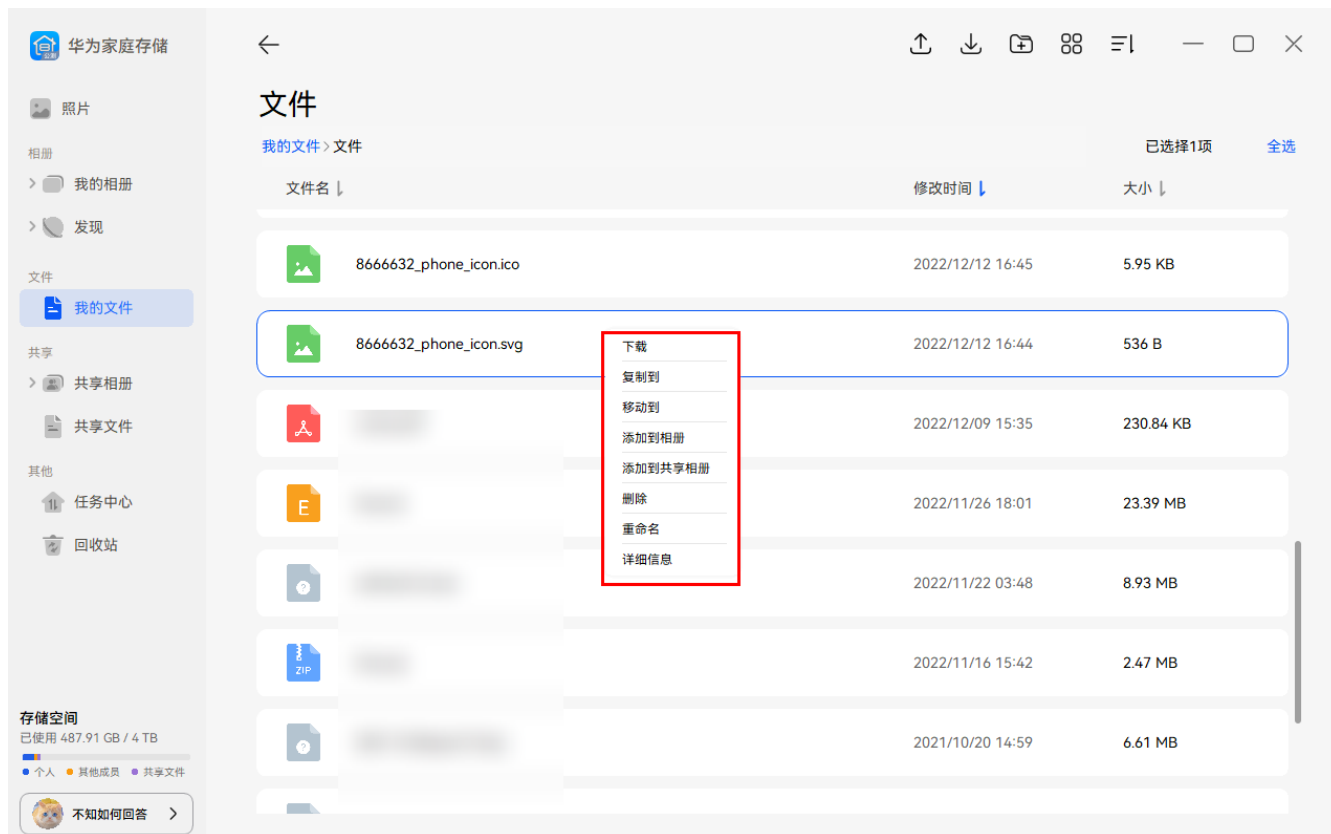 华为家庭存储
照片
相册
我的相册
发现
文件
我的文件
共享
共享相册
共享文件
其他
任务中心
回收站
存储空间
已使用 487.91 GB / 4 TB
个人 其他成员 共享文件
不知如何回答
文件
我的文件 > 文件 已选择1项 全选
文件名 修改时间 大小
8666632_phone_icon.ico 2022/12/12 16:45 5.95 KB
8666632_phone_icon.svg 2022/12/12 16:44 536 B
2022/12/09 15:35 230.84 KB
E 2022/11/26 18:01 23.39 MB
? 2022/11/22 03:48 8.93 MB
ZIP 2022/11/16 15:42 2.47 MB
? 2021/10/20 14:59 6.61 MB
下载
复制到
移动到
添加到相册
添加到共享相册
删除
重命名
详细信息